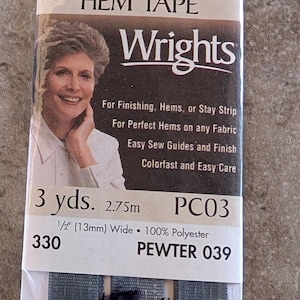 HEM TAPE
Wrights
For Finishing, Hems, or Stay Strip
For Perfect Hems on any Fabric
Easy Sew Guides and Finish
Colorfast and Easy Care
3 yds. 2.75m PC03
1/2" (13mm) Wide • 100% Polyester
330 PEWTER 039